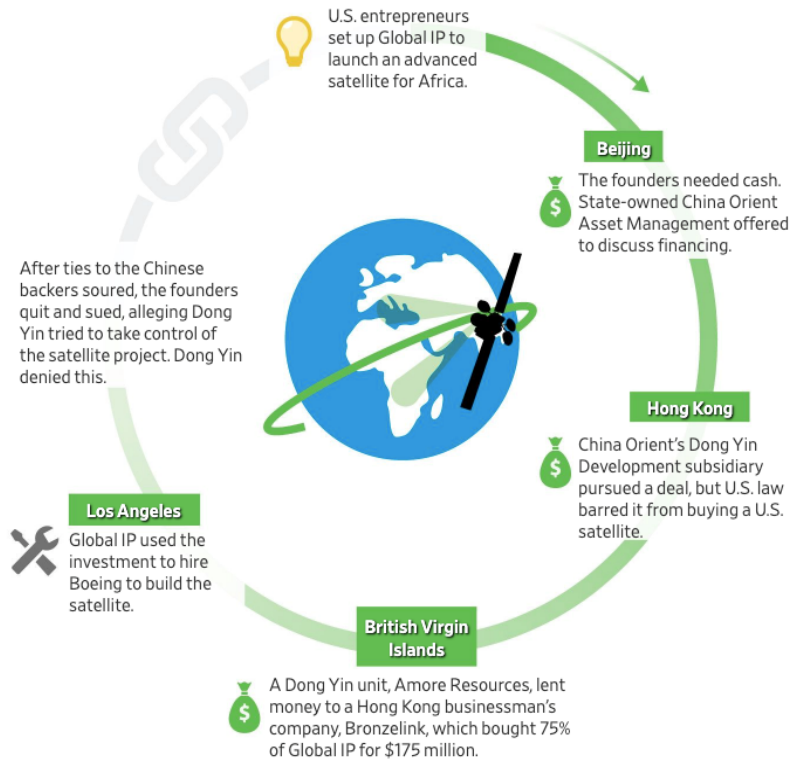 U.S. entrepreneurs
set up Global IP to
launch an advanced
satellite for Africa.
Beijing
The founders needed cash.
State-owned China Orient
Asset Management offered
to discuss financing.
Hong Kong
China Orient's Dong Yin
Development subsidiary
pursued a deal, but U.S. law
barred it from buying a U.S.
satellite.
British Virgin
Islands
A Dong Yin unit, Amore Resources, lent
money to a Hong Kong businessman's
company, Bronzelink, which bought 75%
of Global IP for $175 million.
Los Angeles
Global IP used the
investment to hire
Boeing to build the
satellite.
After ties to the Chinese
backers soured, the founders
quit and sued, alleging Dong
Yin tried to take control of
the satellite project. Dong Yin
denied this.
$
$
$